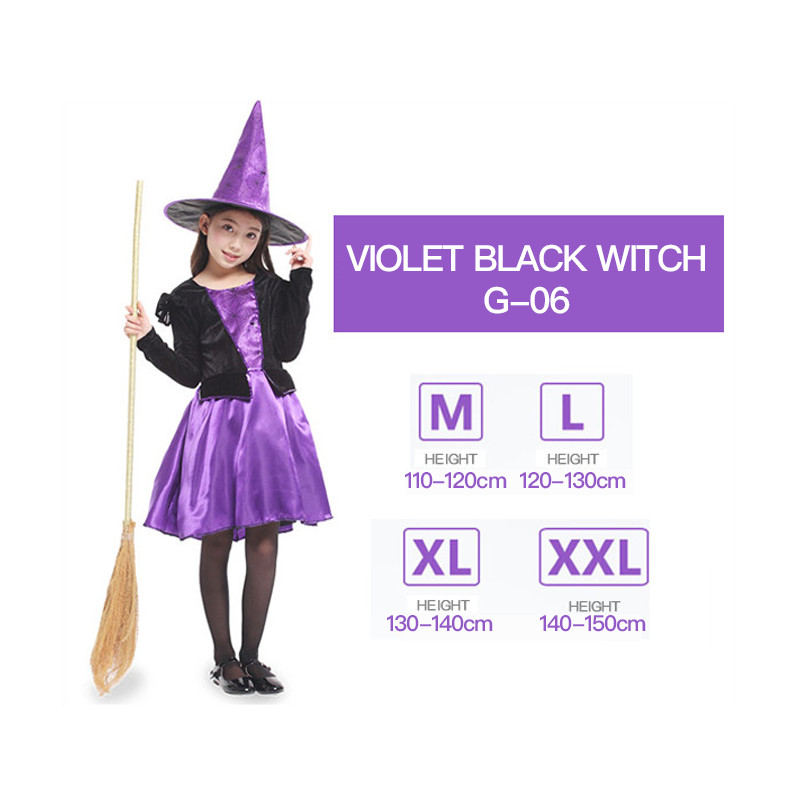 VIOLET BLACK WITCH
G-06
M L
HEIGHT HEIGHT
110-120cm 120-130cm
XL XXL
HEIGHT HEIGHT
130-140cm 140-150cm